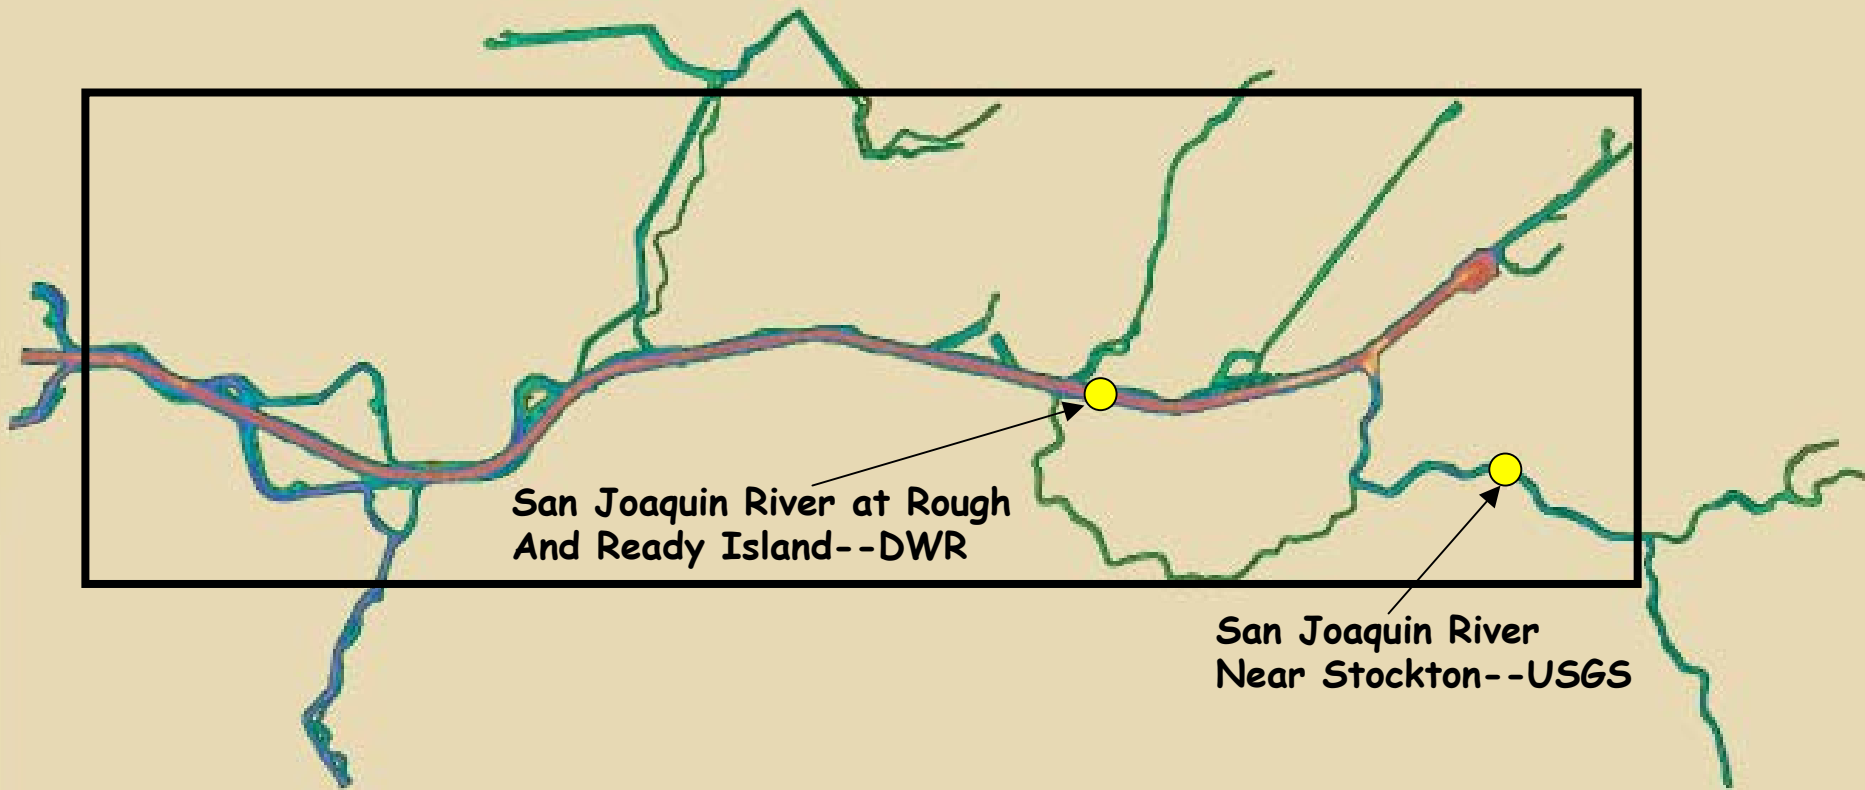 San Joaquin River at Rough
And Ready Island--DWR
San Joaquin River
Near Stockton--USGS